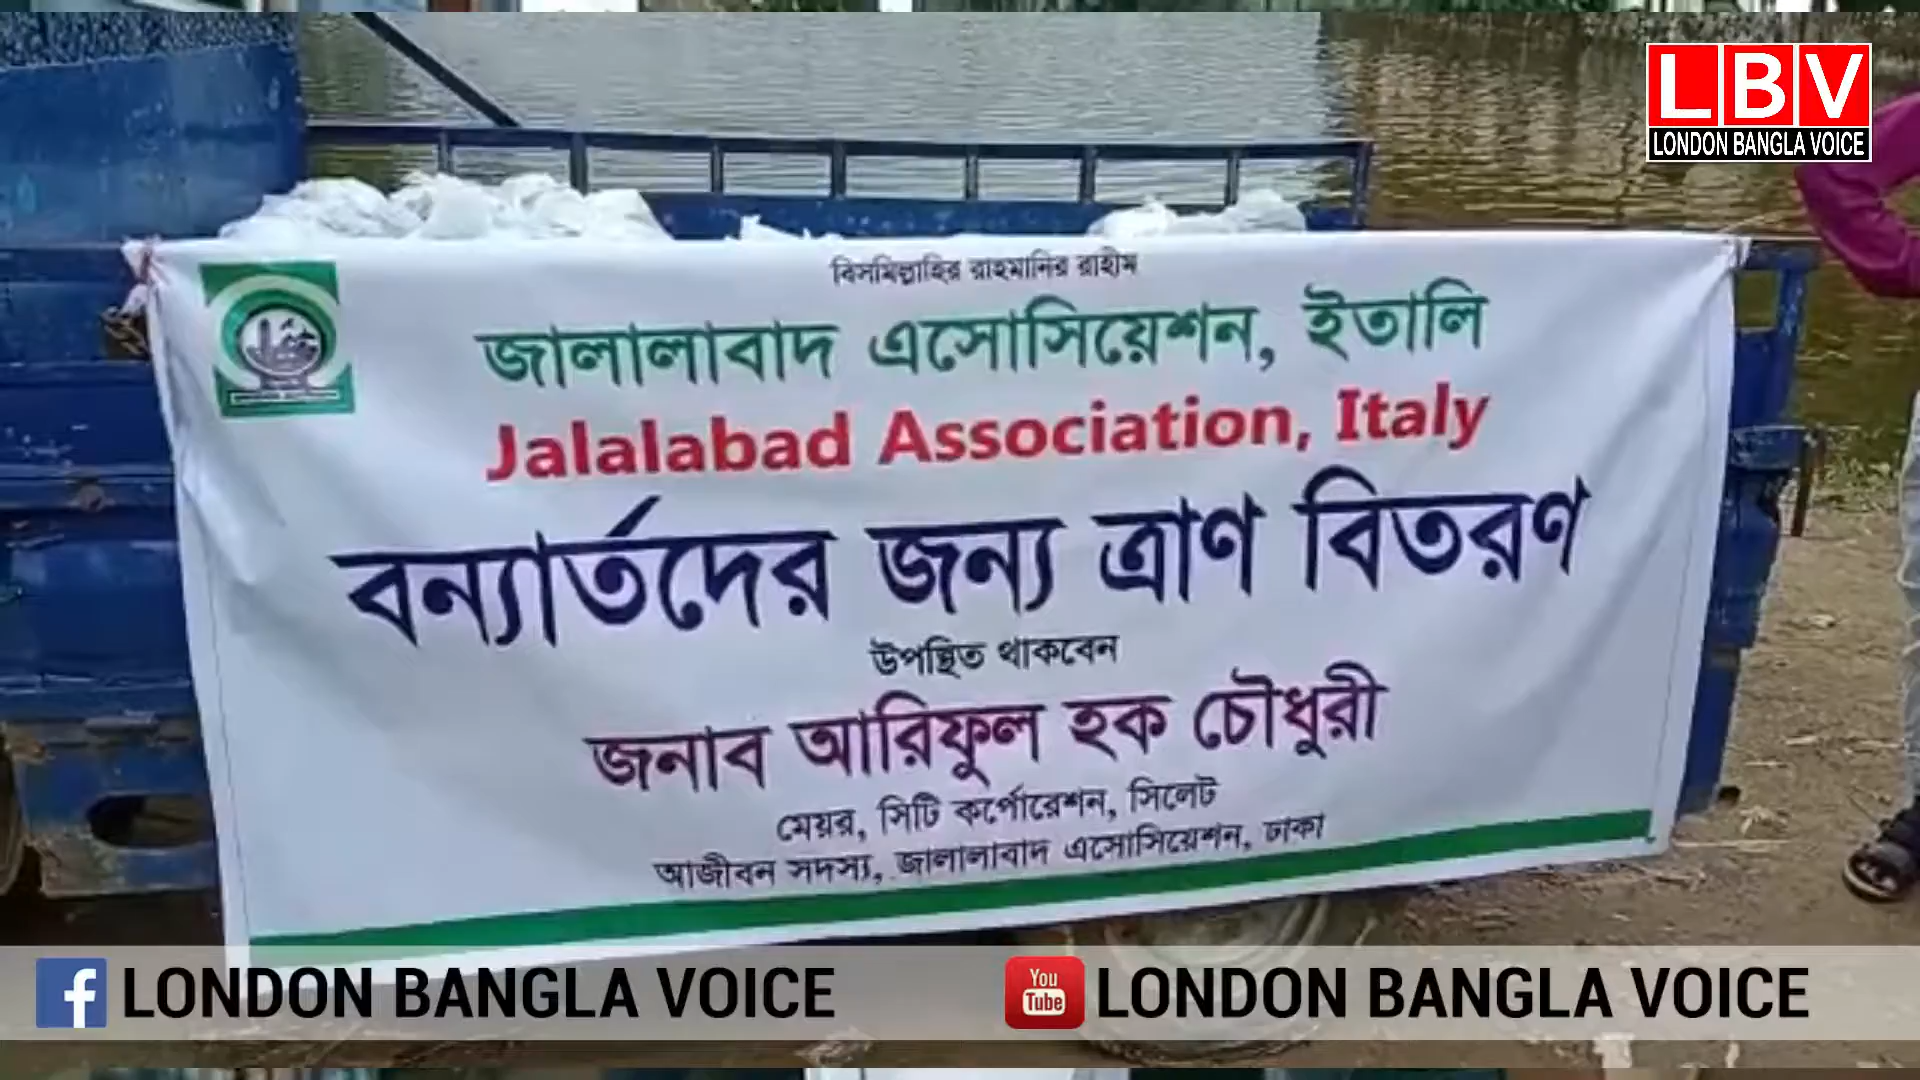 LBV
LONDON BANGLA VOICE
বিসমিল্লাহির রাহমানির রাহীম
জালালাবাদ এসোসিয়েশন, ইতালি
Jalalabad Association, Italy
বন্যার্তদের জন্য ত্রাণ বিতরণ
উপস্থিত থাকবেন
জনাব আরিফুল হক চৌধুরী
মেয়র, সিটি কর্পোরেশন, সিলেট
আজীবন সদস্য, জালালাবাদ এসোসিয়েশন, ঢাকা
f LONDON BANGLA VOICE
You Tube LONDON BANGLA VOICE